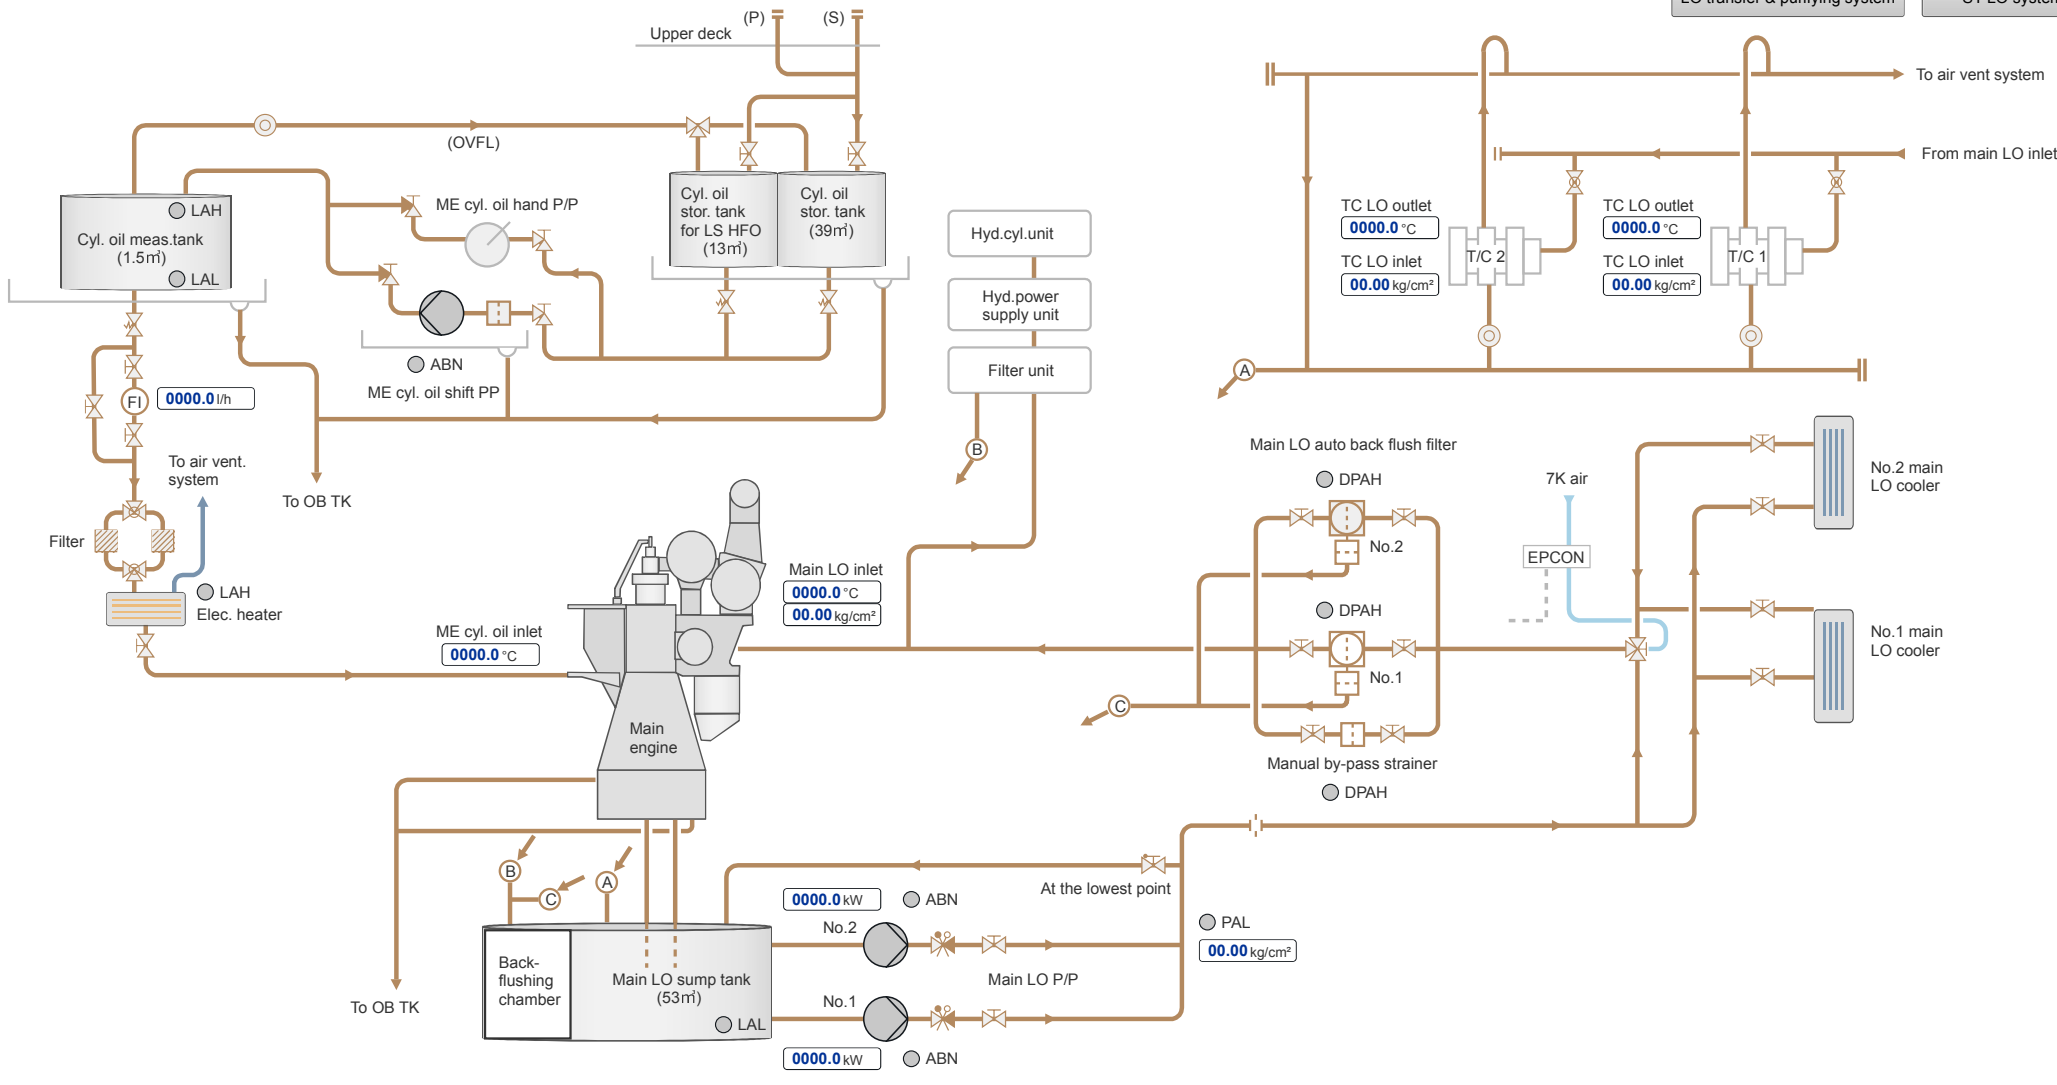 LO transfer & purifying system
ST LO system
(P)
(S)
Upper deck
To air vent system
(OVFL)
From main LO inlet
LAH
Cyl. oil meas.tank
(1.5㎥)
LAL
ME cyl. oil hand P/P
Cyl. oil
stor. tank
for LS HFO
(13㎥)
Cyl. oil
stor. tank
(39㎥)
Hyd.cyl.unit
Hyd.power
supply unit
Filter unit
TC LO outlet
0000.0 °C
TC LO inlet
00.00 kg/cm²
T/C 2
TC LO outlet
0000.0 °C
TC LO inlet
00.00 kg/cm²
T/C 1
ABN
ME cyl. oil shift PP
FI
0000.0 l/h
A
B
To air vent.
system
To OB TK
Main LO auto back flush filter
DPAH
No.2
7K air
EPCON
No.2 main
LO cooler
Filter
LAH
Elec. heater
ME cyl. oil inlet
0000.0 °C
Main LO inlet
0000.0 °C
00.00 kg/cm²
DPAH
No.1
No.1 main
LO cooler
C
Main
engine
Manual by-pass strainer
DPAH
B
C
A
At the lowest point
0000.0 kW
ABN
No.2
PAL
00.00 kg/cm²
Back-
flushing
chamber
Main LO sump tank
(53㎥)
LAL
Main LO P/P
No.1
0000.0 kW
ABN
To OB TK